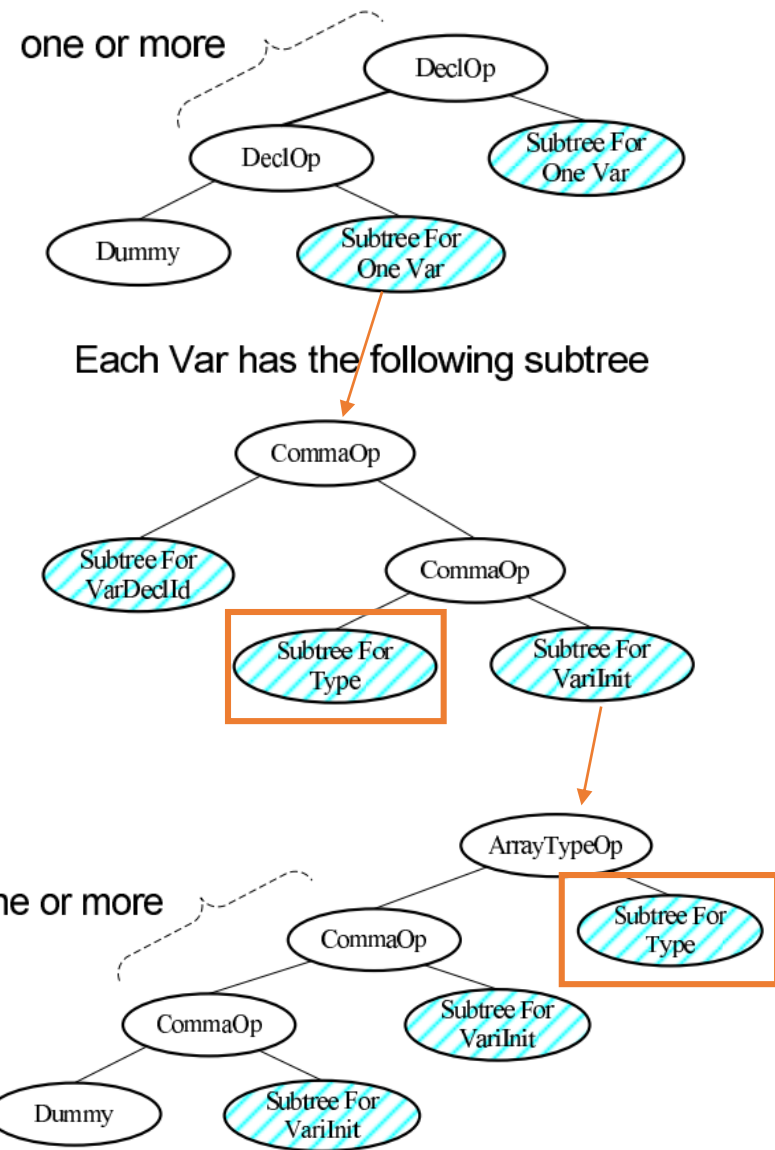 one or more
DeclOp
DeclOp
Subtree For
One Var
Dummy
Subtree For
One Var
Each Var has the following subtree
CommaOp
Subtree For
VarDeclId
CommaOp
Subtree For
Type
Subtree For
VariInit
ArrayTypeOp
ne or more
CommaOp
Subtree For
Type
CommaOp
Subtree For
VariInit
Dummy
Subtree For
VariInit